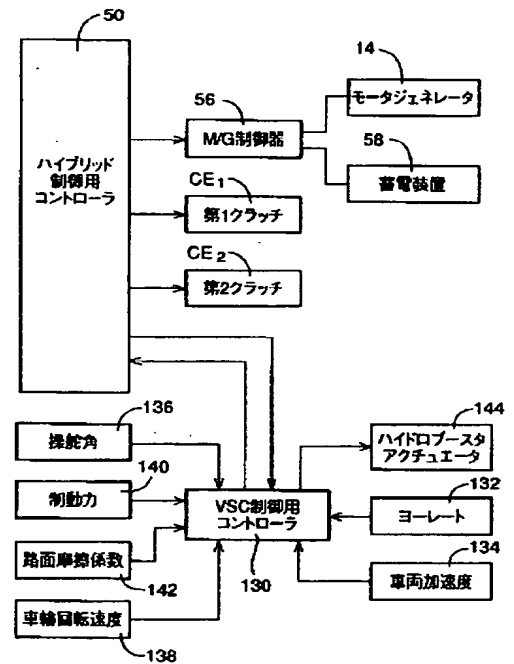 50
14
モータジェネレータ
56
M/G制御器
58
蓄電装置
ハイブリッド
制御用
コントローラ
CE1
第1クラッチ
CE2
第2クラッチ
136
操舵角
144
ハイドロブースタ
アクチュエータ
140
制動力
VSC制御用
コントローラ
130
132
ヨーレート
路面摩擦係数
142
134
車両加速度
車輪回転速度
138